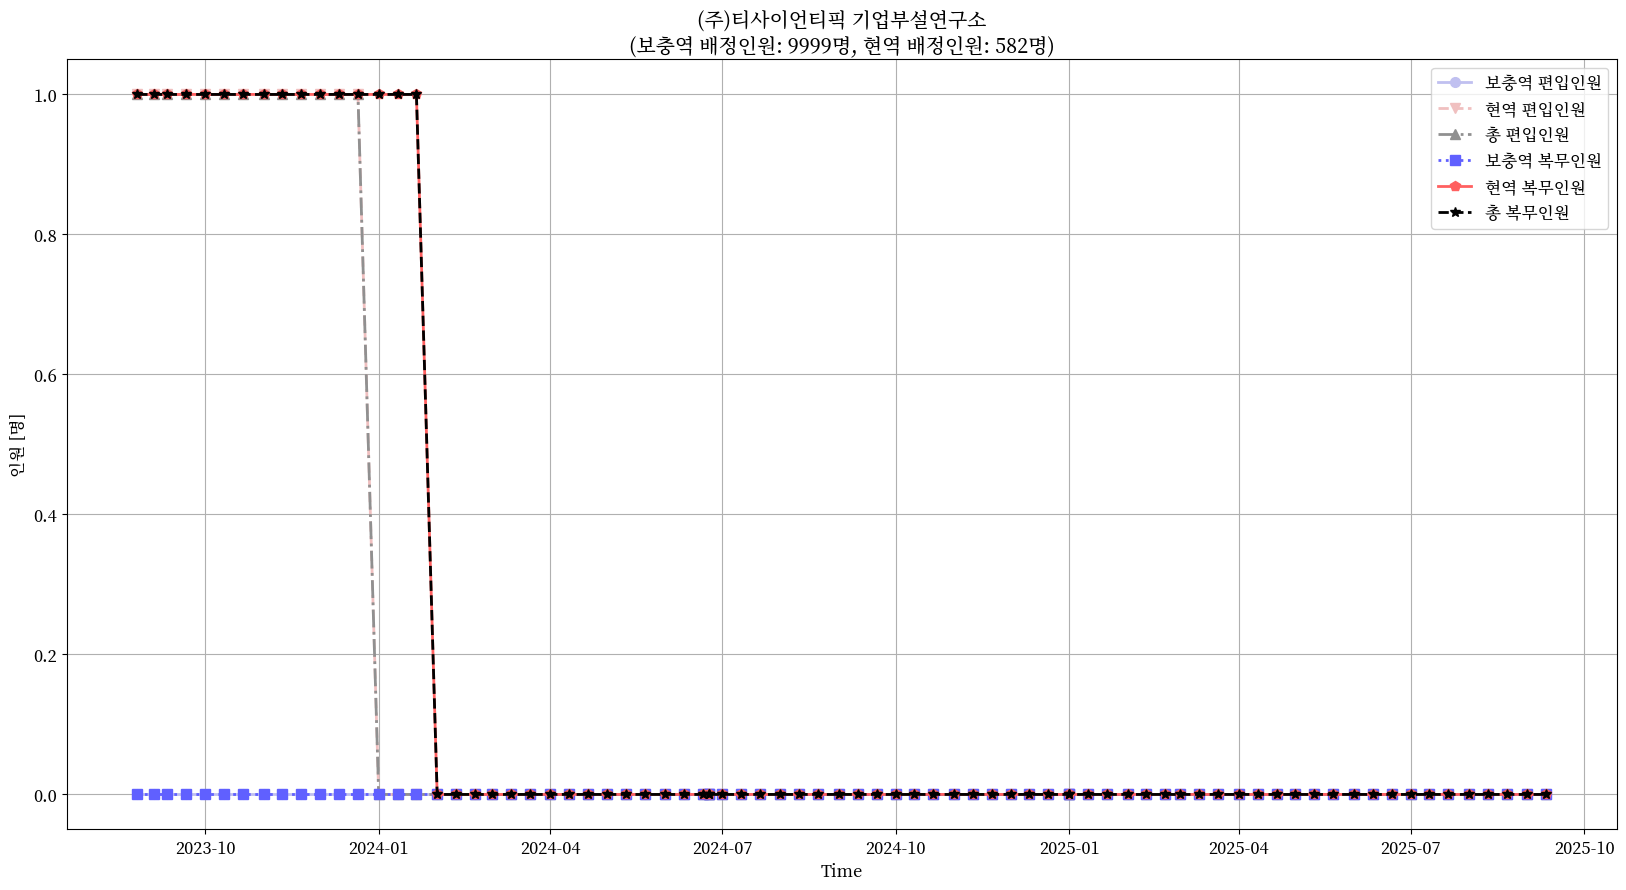 (주)티사이언티픽 기업부설연구소
(보충역 배정인원: 9999명, 현역 배정인원: 582명)
보충역 편입인원
현역 편입인원
총 편입인원
보충역 복무인원
현역 복무인원
총 복무인원
인원 [명]
1.0
0.8
0.6
0.4
0.2
0.0
2023-10
2024-01
2024-04
2024-07
2024-10
2025-01
2025-04
2025-07
2025-10
Time